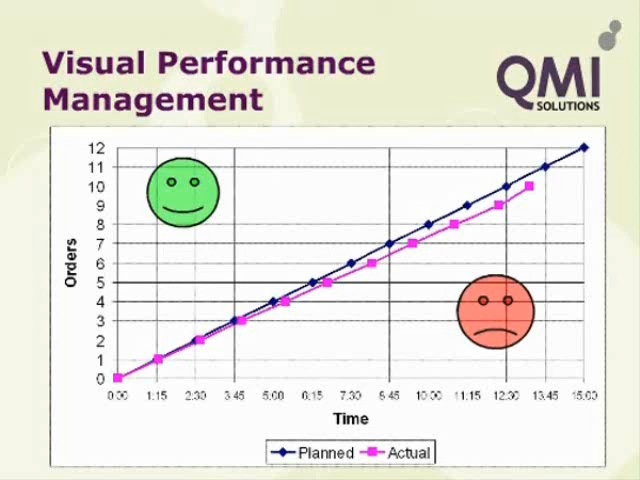 Visual Performance
Management
QMI
SOLUTIONS
12
11
10
9
8
7
6
5
4
3
2
1
0
Orders
0:00 1:15 2:30 3:45 5:00 6:15 7:30 8:45 10:00 11:15 12:30 13:45 15:00
Time
Planned Actual